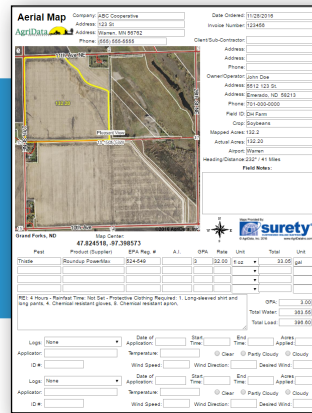 Aerial Map
AgriData
Company: ABC Cooperative
Address: 123 St
Address: Warren, MN 56762
Phone: (555) 555-5555
Date Ordered: 11/28/2016
Invoice Number: 123456
Client/Sub-Contractor:
Address:
Address:
Phone:
Owner/Operator: John Doe
Address: 5512 123 St.
Address: Emerado, ND 58213
Phone: 701-000-0000
Field ID: DH Farm
Crop: Soybeans
Mapped Acres: 132.2
Actual Acres: 132.20
Airport: Warren
Heading/Distance: 232° / 41 Miles
Field Notes:
Pleasant View
Grand Forks, ND
Map Center:
47.824518, -97.398573
surety
Pest Product (Supplier) EPA Reg. # A.I. GPA Rate Unit Total Unit
Thistle Roundup PowerMax 524-549 3 32.00 fl oz 33.05 gal
REI: 4 Hours - Rainfast Time: Not Set - Protective Clothing Required: 1. Long-sleeved shirt and
long pants, 4. Chemical resistant gloves, 9. Chemical resistant apron,
GPA: 3.00
Total Water: 363.55
Total Load: 396.60
Logs: None Date of Application: Start Time: End Time: Acres Applied:
Applicator: Temperature: Clear Partly Cloudy Cloudy
ID #: Wind Speed: Wind Direction: Desired Wind:
Logs: None Date of Application: Start Time: End Time: Acres Applied:
Applicator: Temperature: Clear Partly Cloudy Cloudy
ID #: Wind Speed: Wind Direction: Desired Wind: